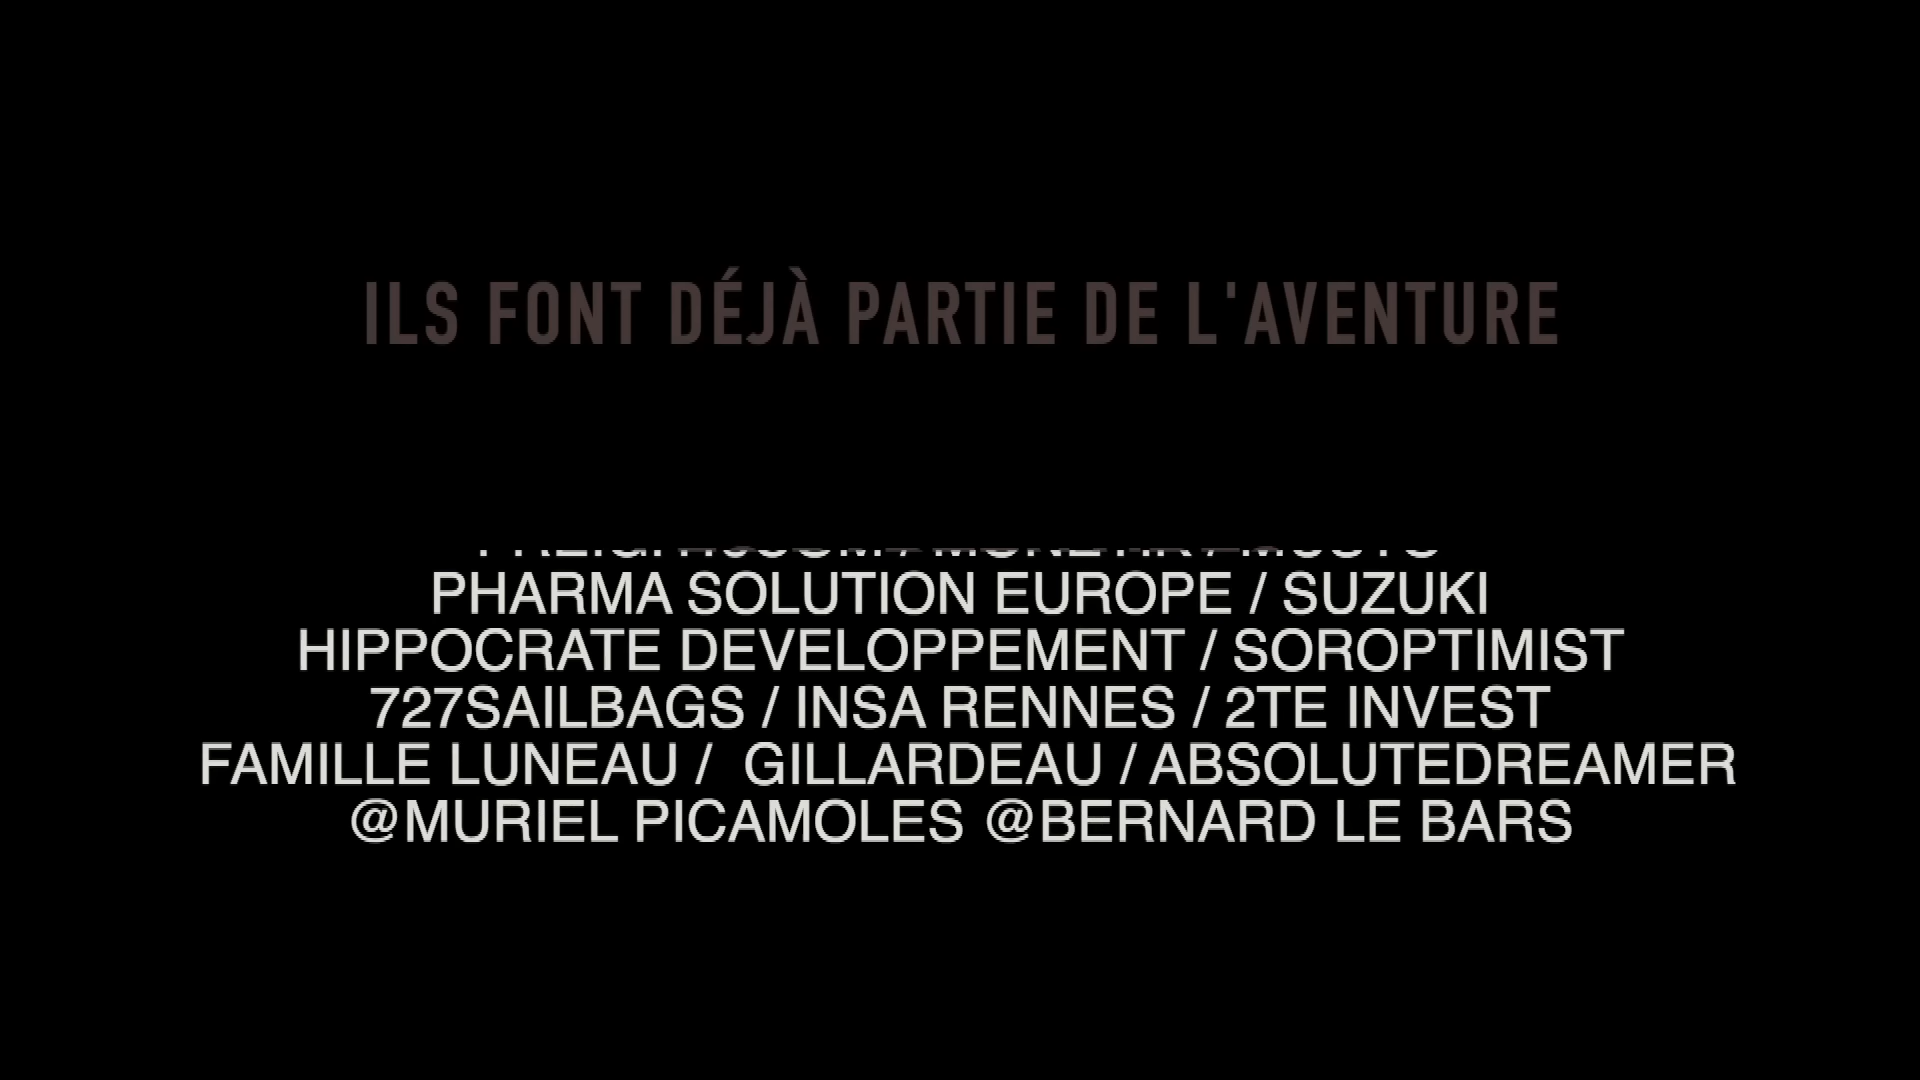 ILS FONT DÉJÀ PARTIE DE L'AVENTURE
PHARMA SOLUTION EUROPE / SUZUKI
HIPPOCRATE DEVELOPPEMENT / SOROPTIMIST
727SAILBAGS / INSA RENNES / 2TE INVEST
FAMILLE LUNEAU /  GILLARDEAU / ABSOLUTEDREAMER
@MURIEL PICAMOLES @BERNARD LE BARS